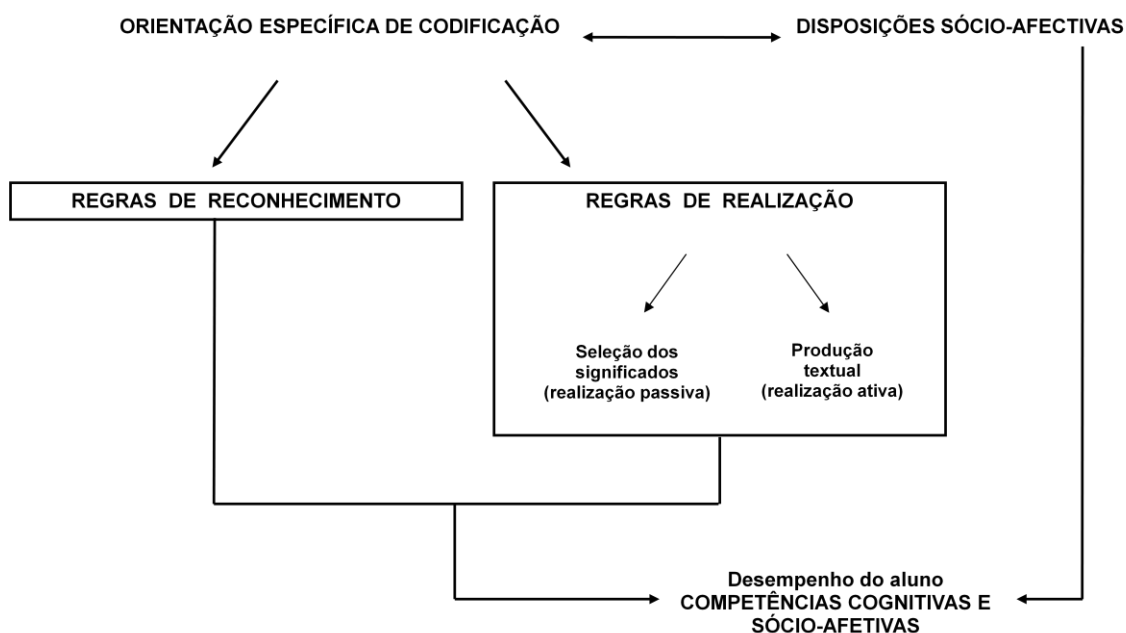 ORIENTAÇÃO ESPECÍFICA DE CODIFICAÇÃO
DISPOSIÇÕES SÓCIO-AFECTIVAS
REGRAS DE RECONHECIMENTO
REGRAS DE REALIZAÇÃO
Seleção dos
significados
(realização passiva)
Produção
textual
(realização ativa)
Desempenho do aluno
COMPETÊNCIAS COGNITIVAS E
SÓCIO-AFETIVAS